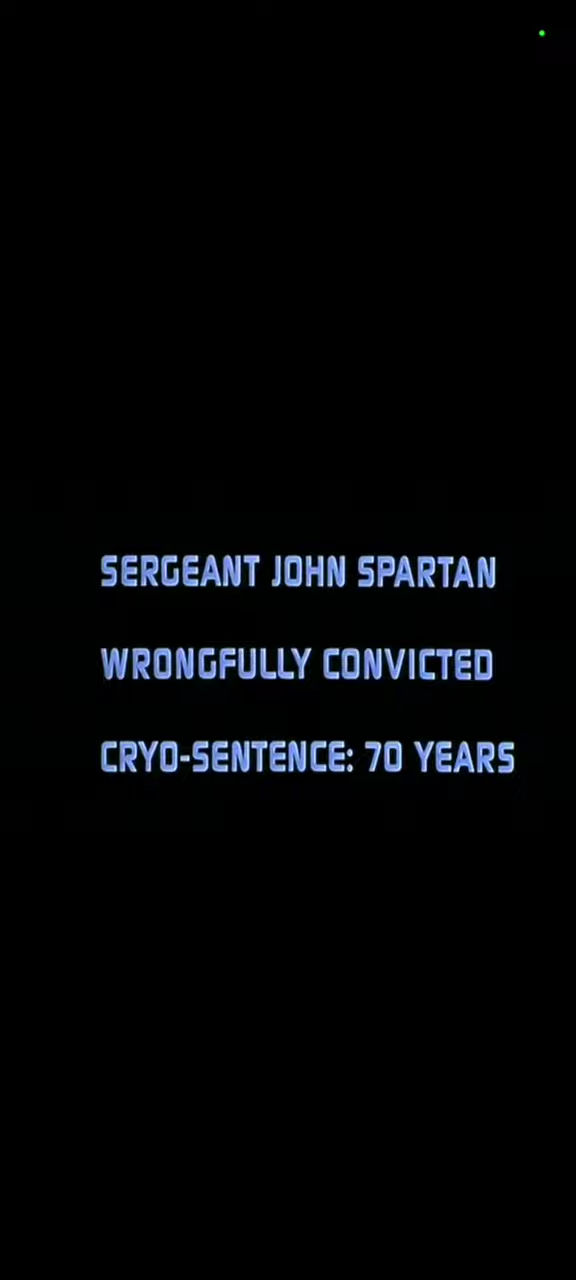 SERGEANT JOHN SPARTAN
WRONGFULLY CONVICTED
CRYO-SENTENCE: 70 YEARS